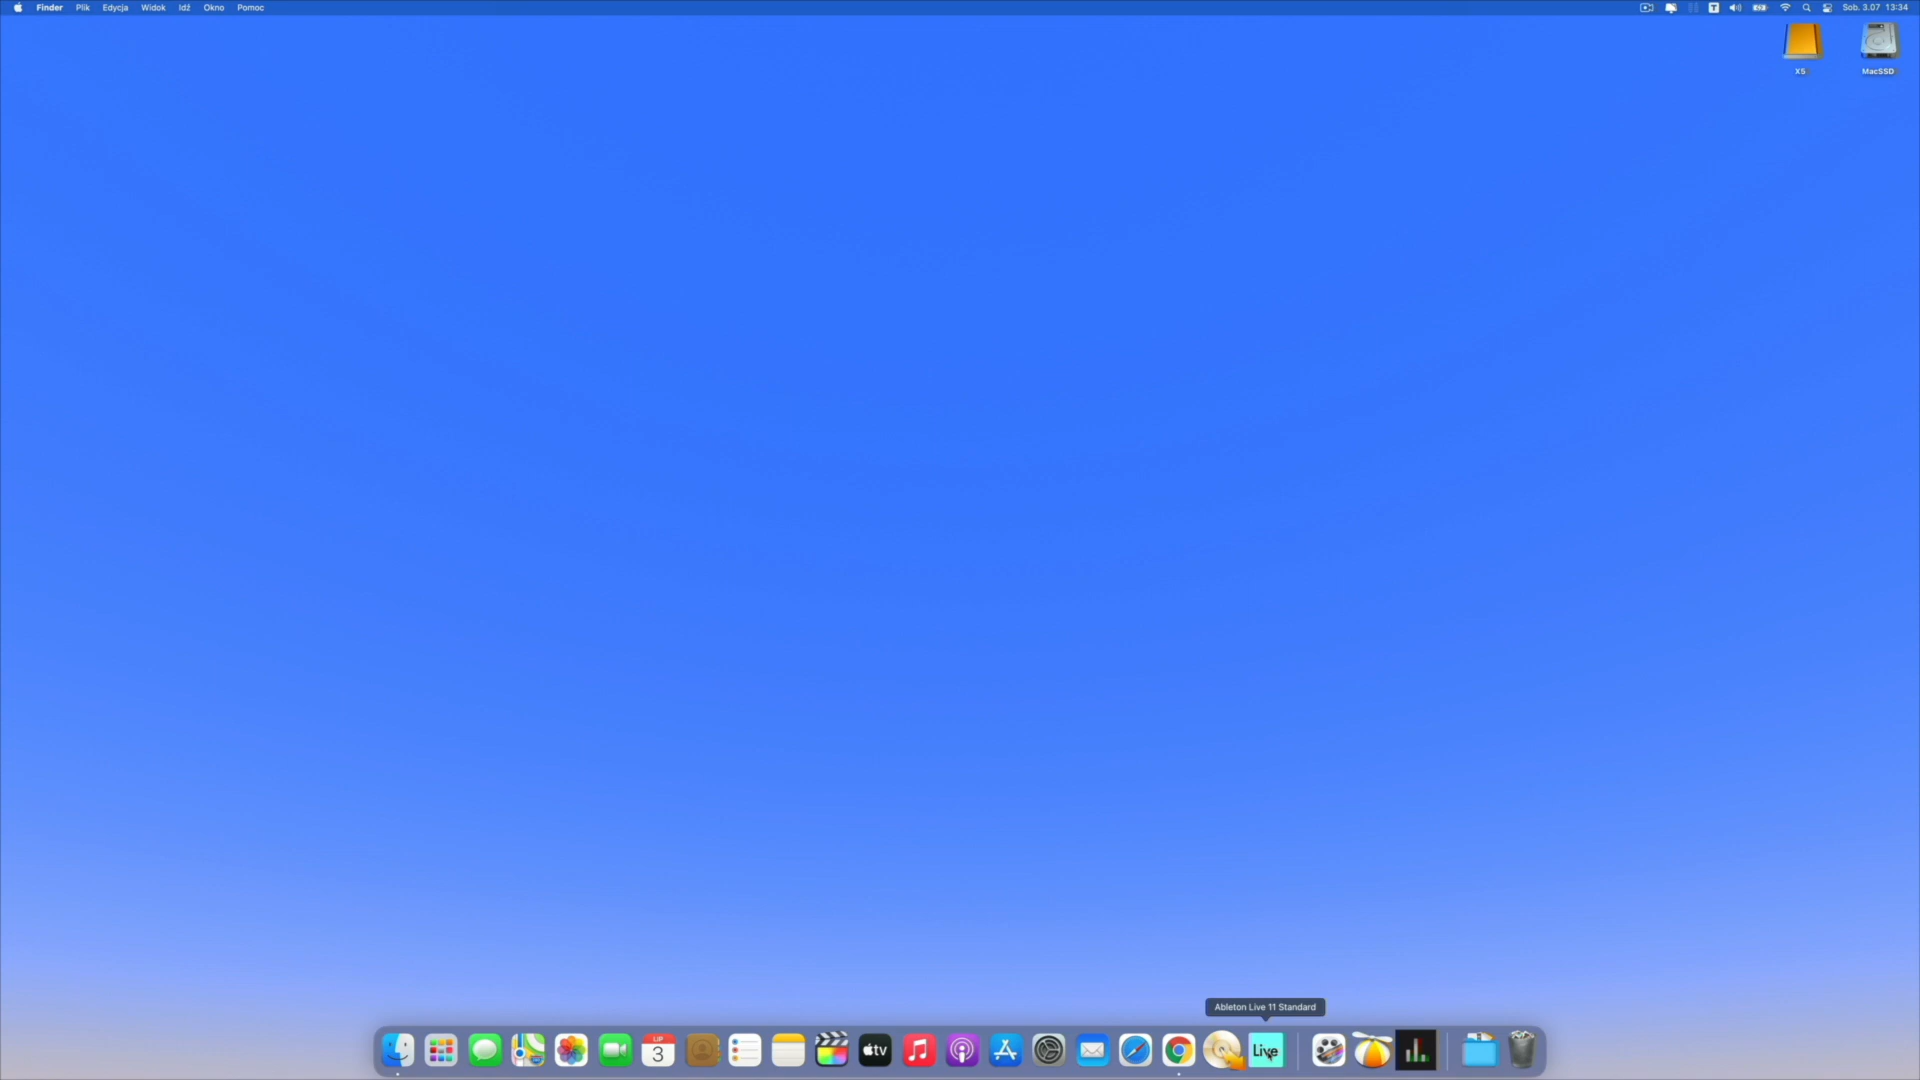 Finder Plik Edycja Widok Idź Okno Pomoc
T
Sob. 3.07 13:34
X5
MacSSD
Ableton Live 11 Standard
LIP
3
tv
Live